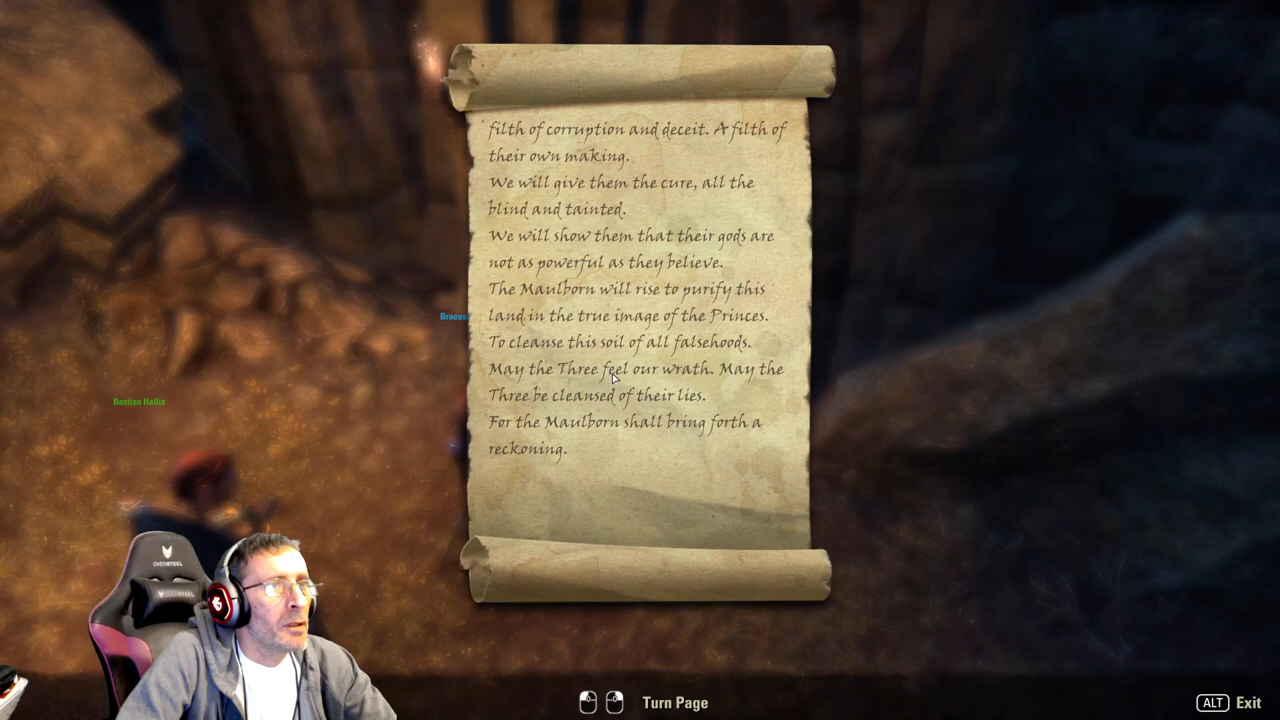 filth of corruption and deceit. A filth of
their own making.
We will give them the cure, all the
blind and tainted.
We will show them that their gods are
not as powerful as they believe.
The Maulborn will rise to purify this
land in the true image of the Princes.
To cleanse this soil of all falsehoods.
May the Three feel our wrath. May the
Three be cleansed of their lies.
For the Maulborn shall bring forth a
reckoning.
Bracus
Bastian Hallix
OVERSTEEL
OVERSTEEL
Turn Page
ALT Exit